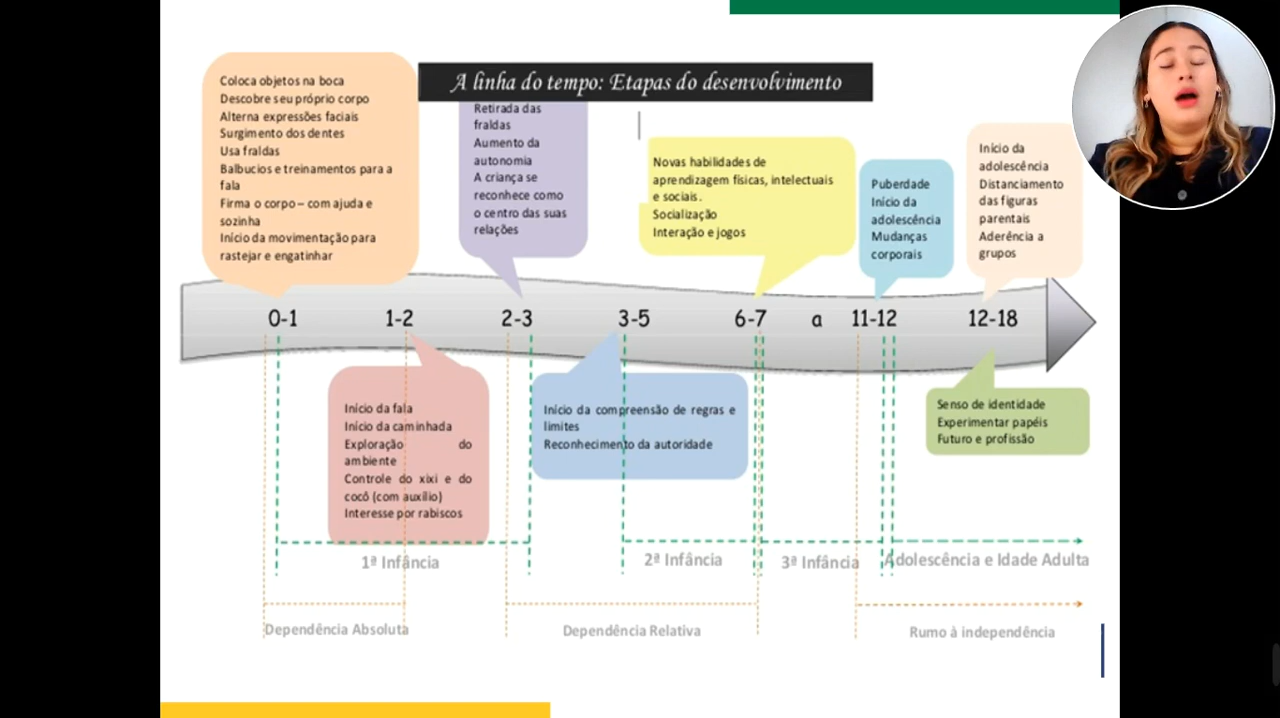 A linha do tempo: Etapas do desenvolvimento
Coloca objetos na boca
Descobre seu próprio corpo
Alterna expressões faciais
Surgimento dos dentes
Usa fraldas
Balbucios e treinamentos para a
fala
Firma o corpo – com ajuda e
sozinha
Início da movimentação para
rastejar e engatinhar
Retirada das
fraldas
Aumento da
autonomia
A criança se
reconhece como
o centro das suas
relações
Novas habilidades de
aprendizagem físicas, intelectuais
e sociais.
Socialização
Interação e jogos
Puberdade
Início da
adolescência
Mudanças
corporais
Início da
adolescência
Distanciamento
das figuras
parentais
Aderência a
grupos
0-1 1-2 2-3 3-5 6-7 a 11-12 12-18
Início da fala
Início da caminhada
Exploração do
ambiente
Controle do xixi e do
cocô (com auxílio)
Interesse por rabiscos
Início da compreensão de regras e
limites
Reconhecimento da autoridade
Senso de identidade
Experimentar papéis
Futuro e profissão
1ª Infância 2ª Infância 3ª Infância Adolescência e Idade Adulta
Dependência Absoluta Dependência Relativa Rumo à independência